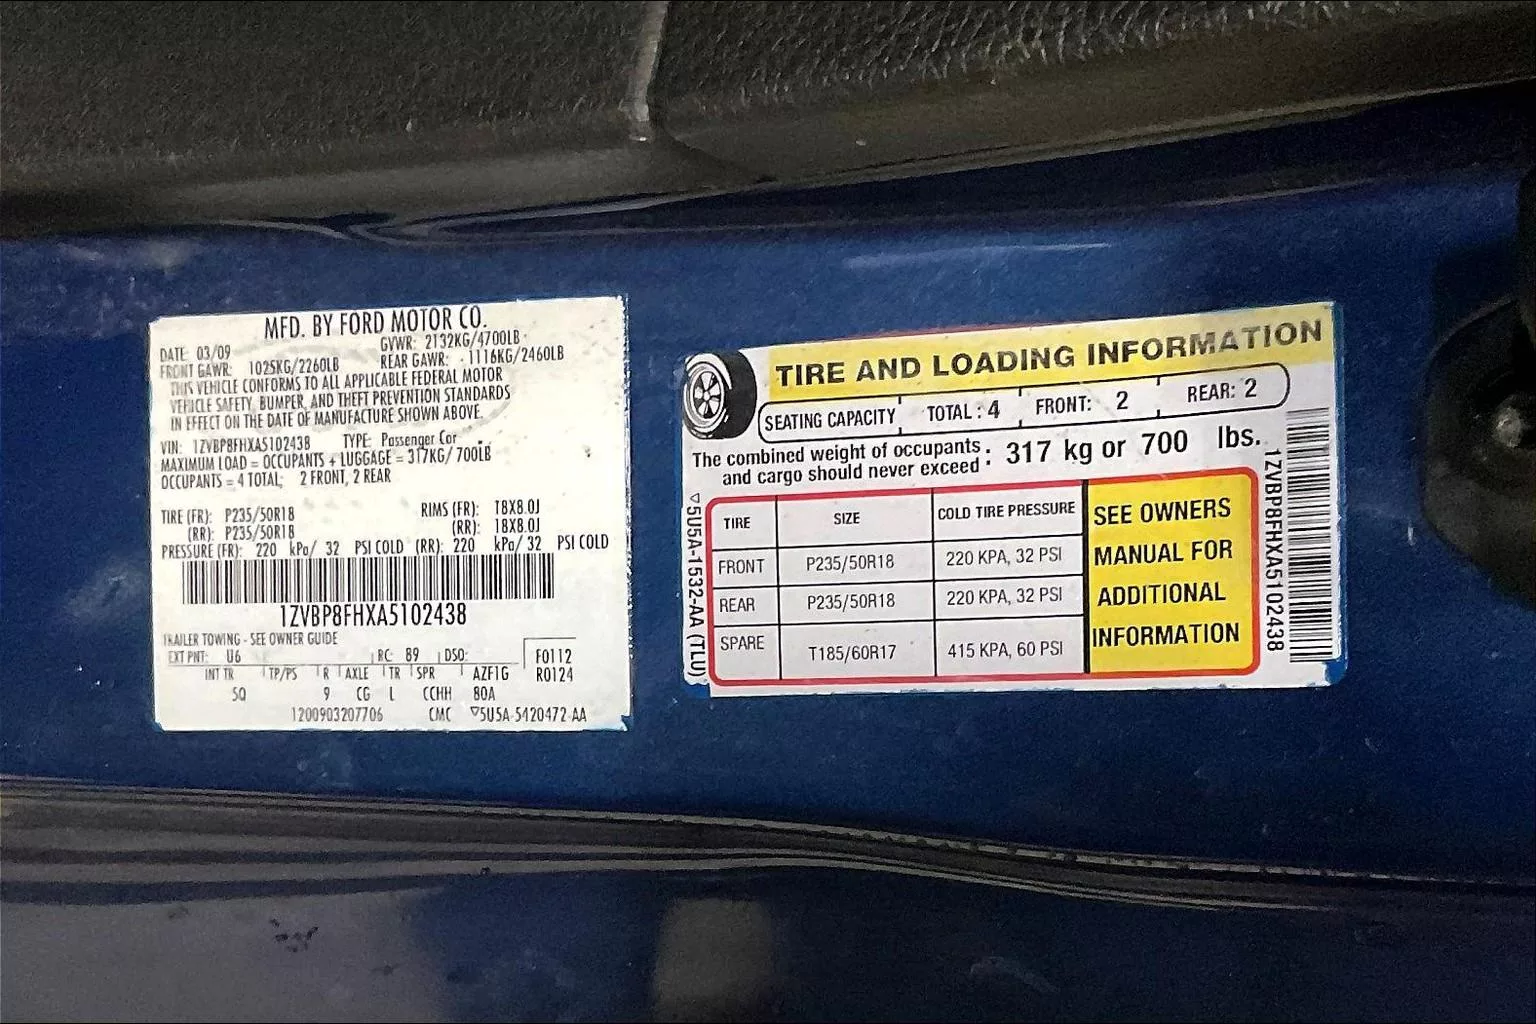 MFD. BY FORD MOTOR CO.
DATE: 03/09
GVWR: 2132KG/4700LB
FRONT GAWR: 1025KG/2260LB
REAR GAWR: 1116KG/2460LB
THIS VEHICLE CONFORMS TO ALL APPLICABLE FEDERAL MOTOR
VEHICLE SAFETY, BUMPER, AND THEFT PREVENTION STANDARDS
IN EFFECT ON THE DATE OF MANUFACTURE SHOWN ABOVE.
VIN: 1ZVBP8FHXA5102438 TYPE: Passenger Car
MAXIMUM LOAD = OCCUPANTS + LUGGAGE = 317KG/ 700LB
OCCUPANTS = 4 TOTAL; 2 FRONT, 2 REAR
TIRE (FR): P235/50R18 RIMS (FR): 18X8.0J
(RR): P235/50R18 (RR): 18X8.0J
PRESSURE (FR): 220 kPa/ 32 PSI COLD (RR): 220 kPa/ 32 PSI COLD
1ZVBP8FHXA5102438
TRAILER TOWING - SEE OWNER GUIDE
EXT PNT: U6 RC: 89 DSO: F0112
INT TR TP/PS R AXLE TR SPR AZF1G R0124
5Q 9 CG L CCHH 80A
1200903207706 CMC ▽5U5A-5420472-AA
TIRE AND LOADING INFORMATION
SEATING CAPACITY TOTAL : 4 FRONT: 2 REAR: 2
The combined weight of occupants
and cargo should never exceed : 317 kg or 700 lbs.
▽5U5A-1532-AA (TLU)
TIRE SIZE COLD TIRE PRESSURE
FRONT P235/50R18 220 KPA, 32 PSI
REAR P235/50R18 220 KPA, 32 PSI
SPARE T185/60R17 415 KPA, 60 PSI
SEE OWNERS
MANUAL FOR
ADDITIONAL
INFORMATION
1ZVBP8FHXA5102438